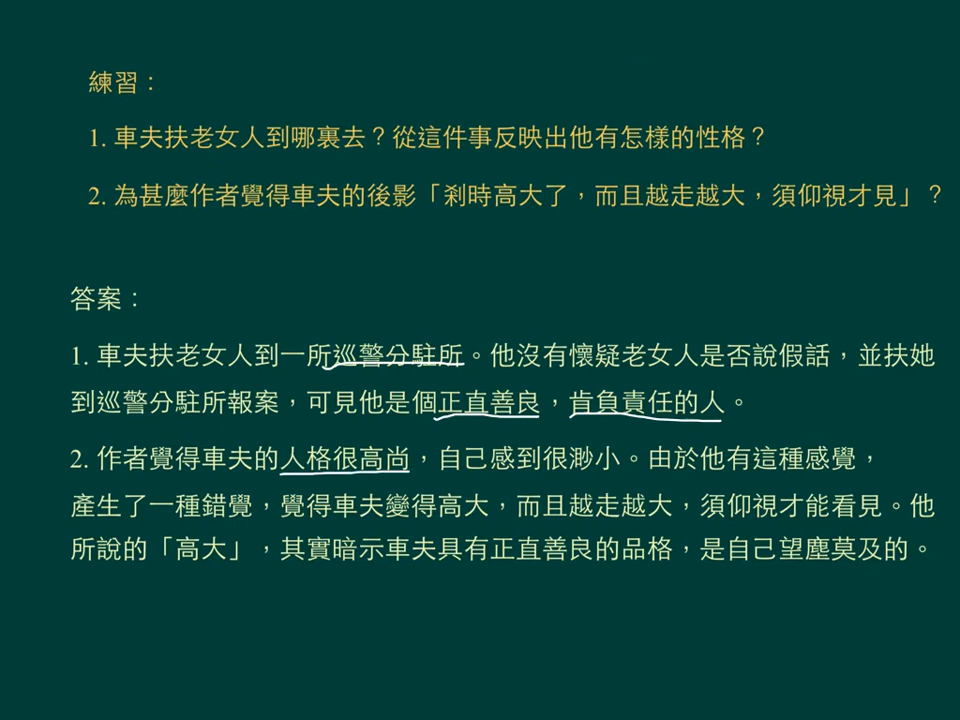 練習：
1. 車夫扶老女人到哪裏去？從這件事反映出他有怎樣的性格？
2. 為甚麼作者覺得車夫的後影「剎時高大了，而且越走越大，須仰視才見」？
答案：
1. 車夫扶老女人到一所巡警分駐所。他沒有懷疑老女人是否說假話，並扶她
到巡警分駐所報案，可見他是個正直善良，肯負責任的人。
2. 作者覺得車夫的人格很高尚，自己感到很渺小。由於他有這種感覺，
產生了一種錯覺，覺得車夫變得高大，而且越走越大，須仰視才能看見。他
所說的「高大」，其實暗示車夫具有正直善良的品格，是自己望塵莫及的。